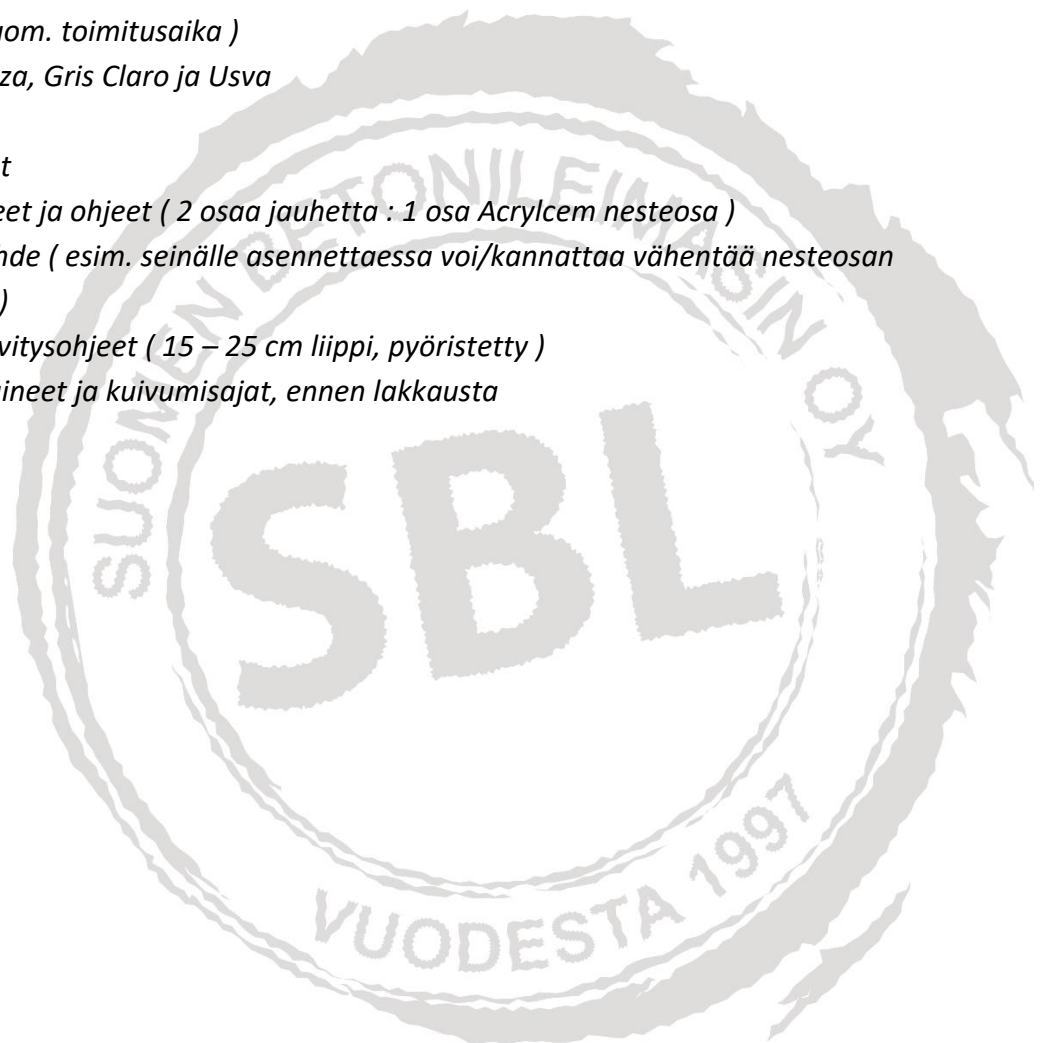 uom. toimitusaika )
za, Gris Claro ja Usva
t
eet ja ohjeet ( 2 osaa jauhetta : 1 osa Acrylcem nesteosa )
hde ( esim. seinälle asennettaessa voi/kannattaa vähentää nesteosan
)
vitysohjeet ( 15 – 25 cm liippi, pyöristetty )
ineet ja kuivumisajat, ennen lakkausta
SUOMEN BETONILEIMASIN OY
SBL
VUODESTA 1997